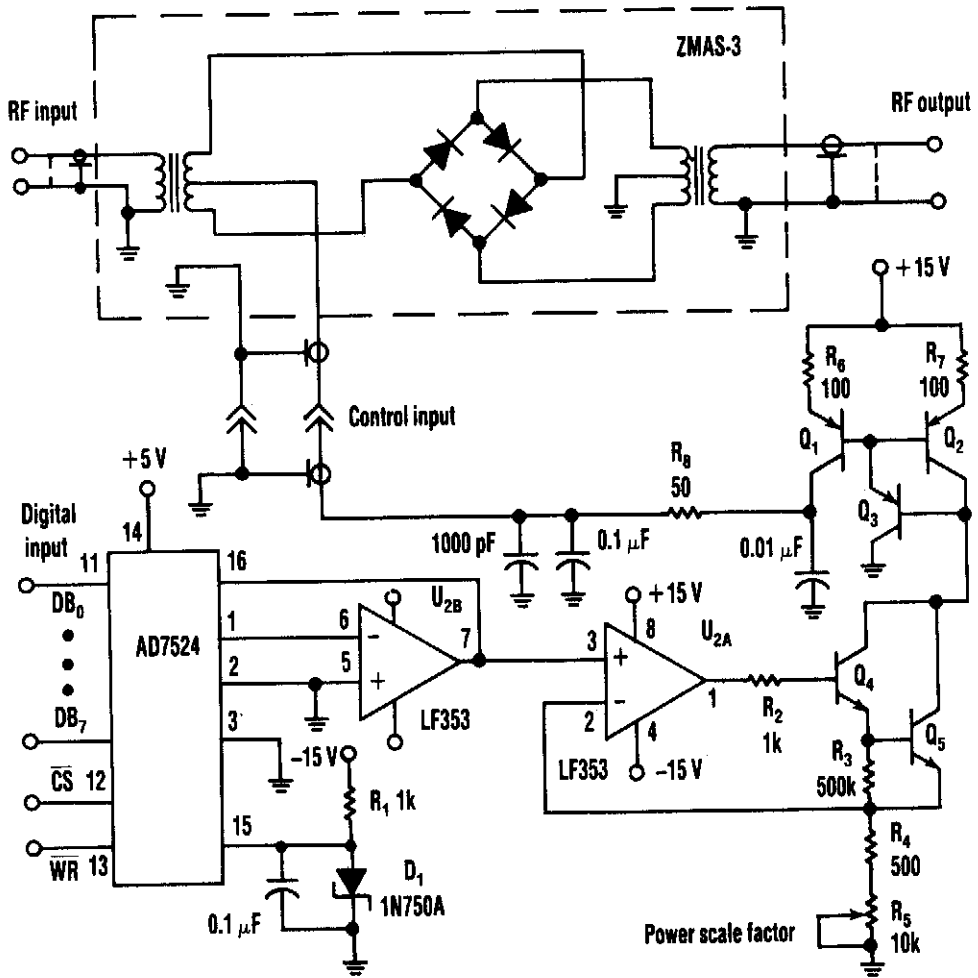 ZMAS-3
RF input
RF output
+15 V
R6
100
R7
100
Q1
Q2
Q3
Control input
R8
50
1000 pF
0.1 µF
0.01 µF
+5 V
Digital
input
14
11
16
DB0
1
AD7524
2
DB7
3
CS
12
15
WR
13
6
5
7
U2B
LF353
−15 V
R1 1k
D1
1N750A
0.1 µF
+15 V
8
U2A
3
2
1
4
LF353
−15 V
R2
1k
Q4
Q5
R3
500k
R4
500
R5
10k
Power scale factor
+
−
+
−